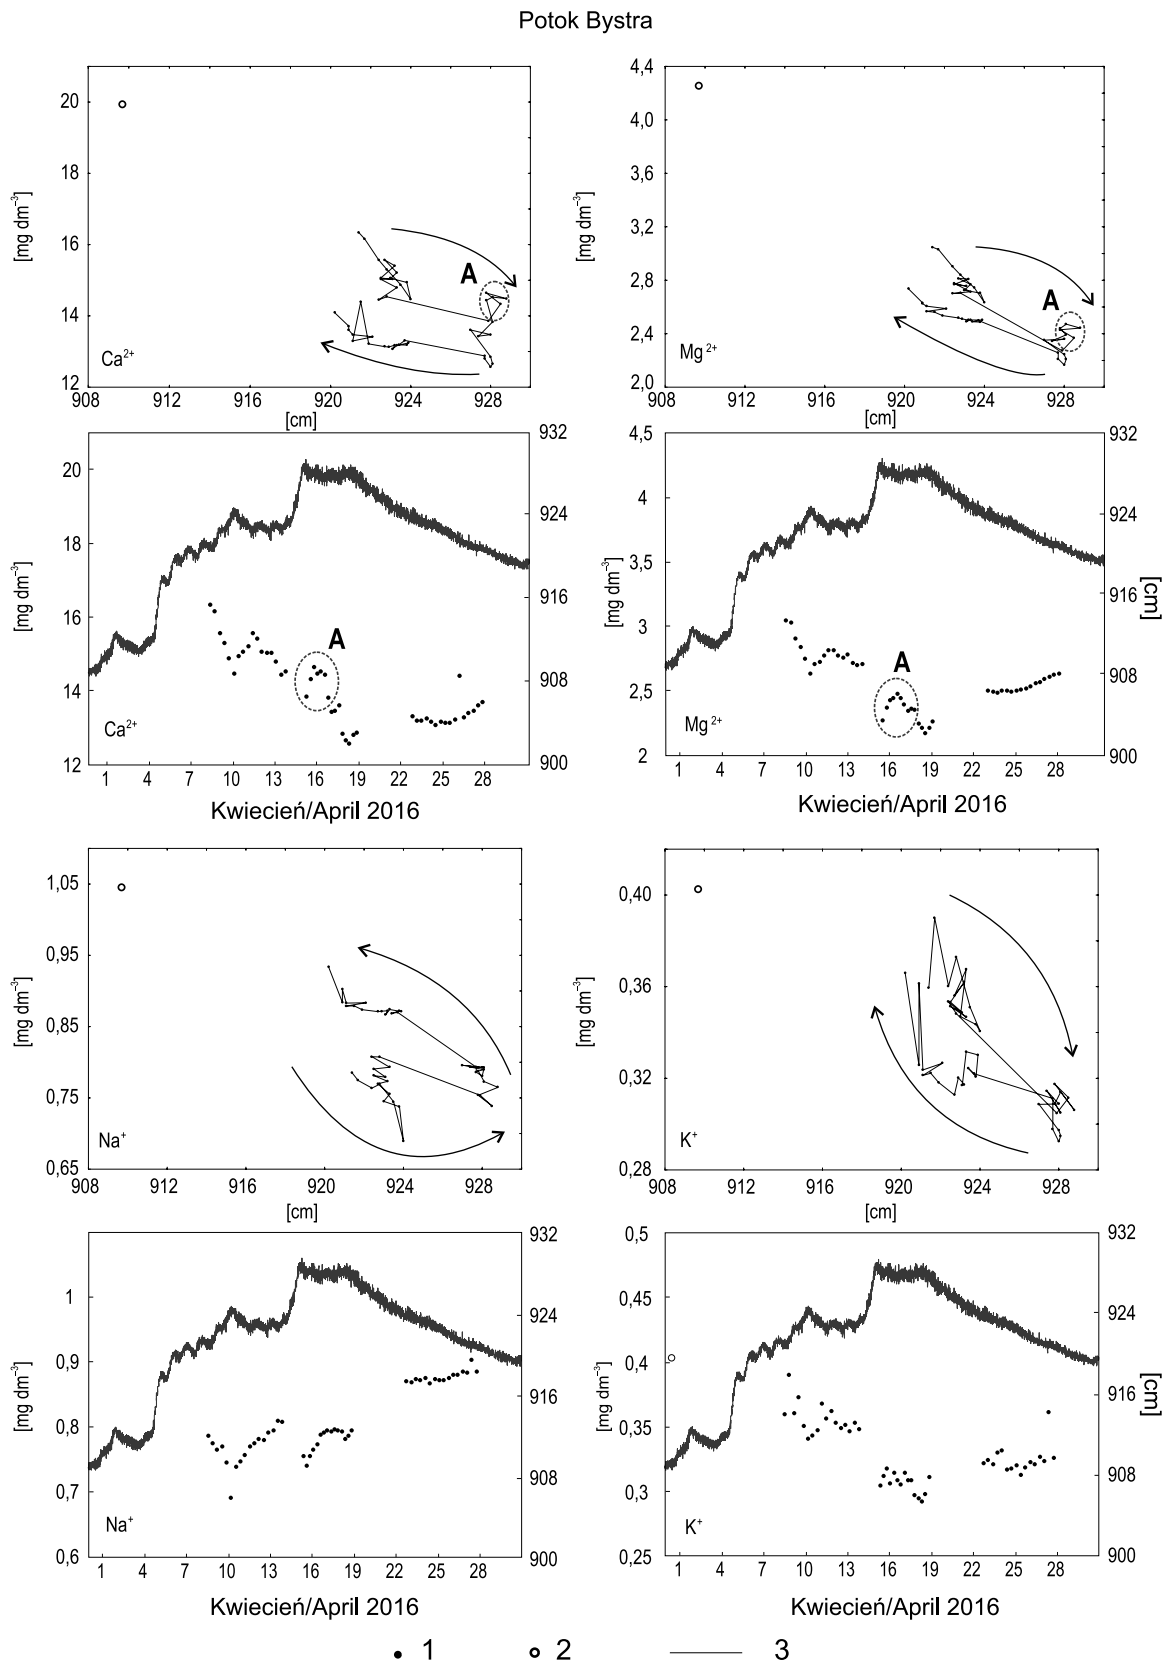 Potok Bystra
[mg dm⁻³]
20
18
16
14
12
A
Ca²⁺
908 912 916 920 924 928
[cm]
[mg dm⁻³]
4,4
4,0
3,6
3,2
2,8
2,4
2,0
A
Mg²⁺
908 912 916 920 924 928
[cm]
[mg dm⁻³]
20
18
16
14
12
932
924
916
908
900
A
Ca²⁺
1 4 7 10 13 16 19 22 25 28
Kwiecień/April 2016
[mg dm⁻³]
4,5
4
3,5
3
2,5
2
932
924
916
908
900
[cm]
A
Mg²⁺
1 4 7 10 13 16 19 22 25 28
Kwiecień/April 2016
[mg dm⁻³]
1,05
0,95
0,85
0,75
0,65
Na⁺
908 912 916 920 924 928
[cm]
[mg dm⁻³]
0,40
0,36
0,32
0,28
K⁺
908 912 916 920 924 928
[cm]
[mg dm⁻³]
1
0,9
0,8
0,7
0,6
932
924
916
908
900
Na⁺
1 4 7 10 13 16 19 22 25 28
Kwiecień/April 2016
[mg dm⁻³]
0,5
0,45
0,4
0,35
0,3
0,25
932
924
916
908
900
[cm]
K⁺
1 4 7 10 13 16 19 22 25 28
Kwiecień/April 2016
1 2 3